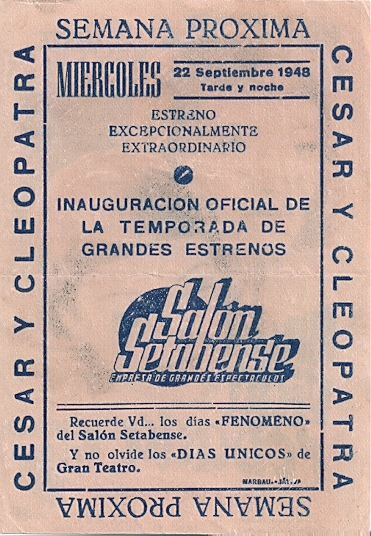 SEMANA PROXIMA
CESAR Y CLEOPATRA
MIERCOLES
22 Septiembre 1948
Tarde y noche
ESTRENO
EXCEPCIONALMENTE
EXTRAORDINARIO
INAUGURACION OFICIAL DE
LA TEMPORADA DE
GRANDES ESTRENOS
Salón
Setabense
EMPRESA DE GRANDES ESPECTACULOS
Recuerde Vd... los días «FENOMENO»
del Salón Setabense.
Y no olvide los «DIAS UNICOS» de
Gran Teatro.
CESAR Y CLEOPATRA
SEMANA PROXIMA